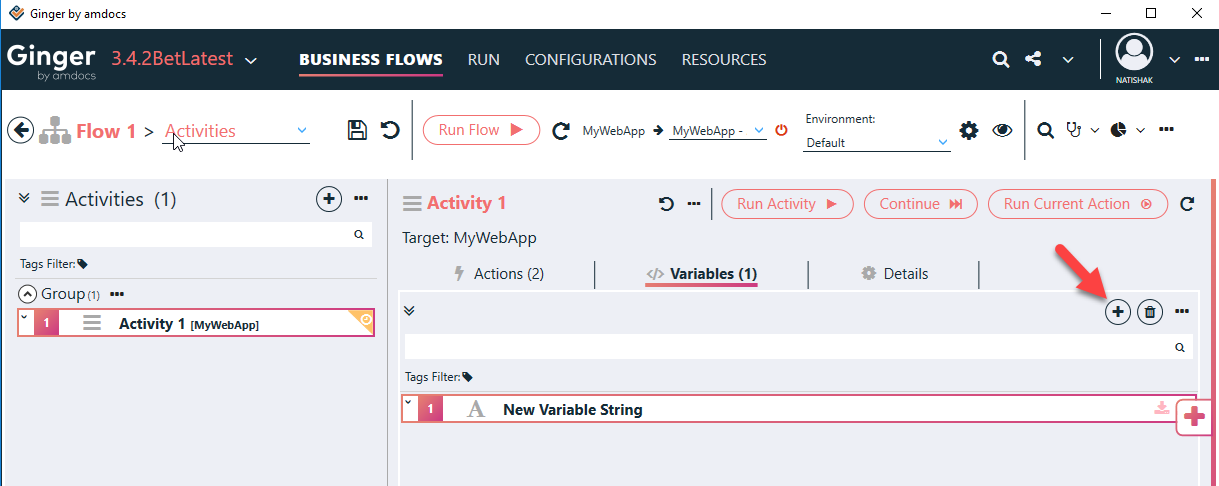 Ginger by amdocs
Ginger
by amdocs
3.4.2BetLatest
BUSINESS FLOWS
RUN
CONFIGURATIONS
RESOURCES
NATISHAK
Flow 1 > Activities
Run Flow
MyWebApp
MyWebApp -
Environment:
Default
Activities (1)
Tags Filter:
Group (1)
1
Activity 1 [MyWebApp]
Activity 1
Run Activity
Continue
Run Current Action
Target: MyWebApp
Actions (2)
Variables (1)
Details
Tags Filter:
1
A
New Variable String